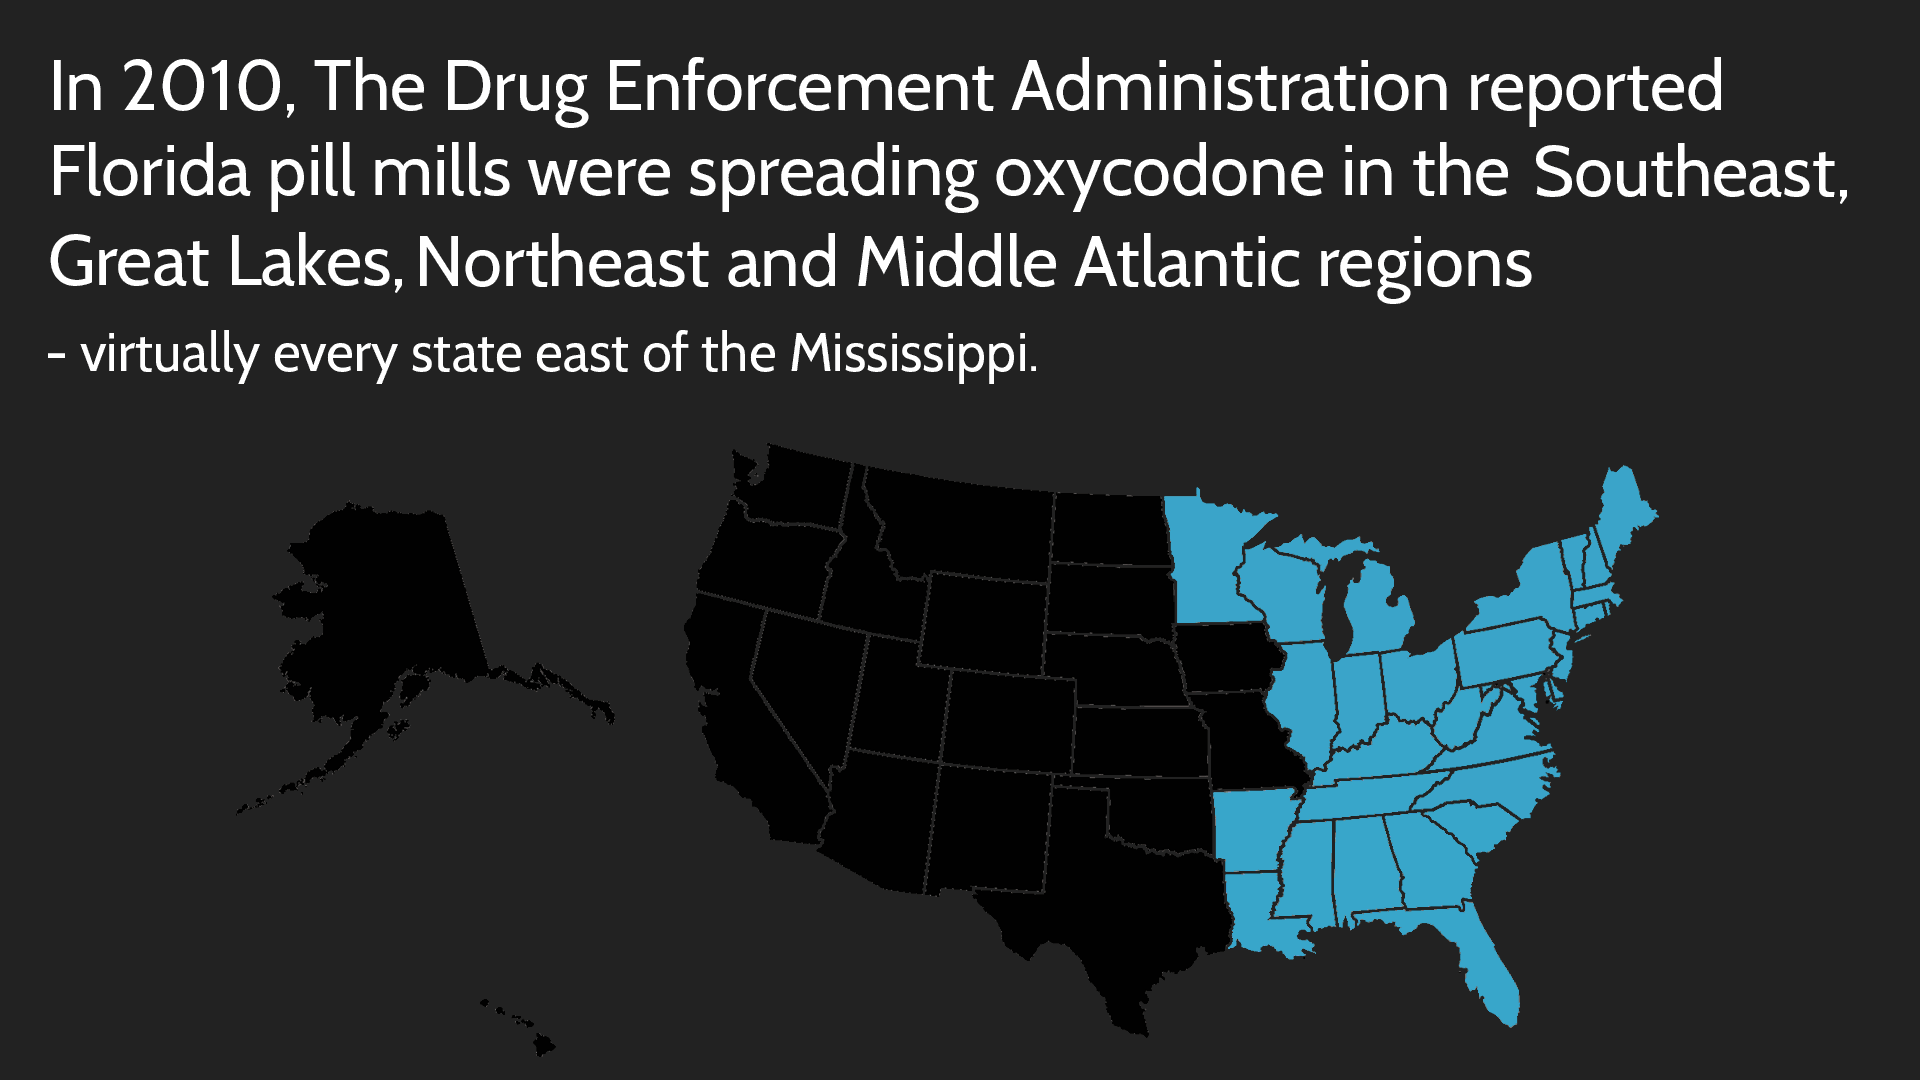 In 2010, The Drug Enforcement Administration reported
Florida pill mills were spreading oxycodone in the Southeast,
Great Lakes, Northeast and Middle Atlantic regions
- virtually every state east of the Mississippi.